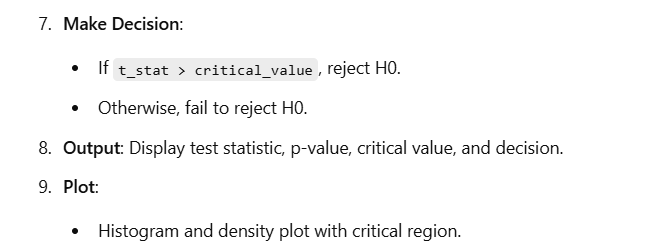 7. Make Decision:
• If t_stat > critical_value, reject H0.
• Otherwise, fail to reject H0.
8. Output: Display test statistic, p-value, critical value, and decision.
9. Plot:
• Histogram and density plot with critical region.